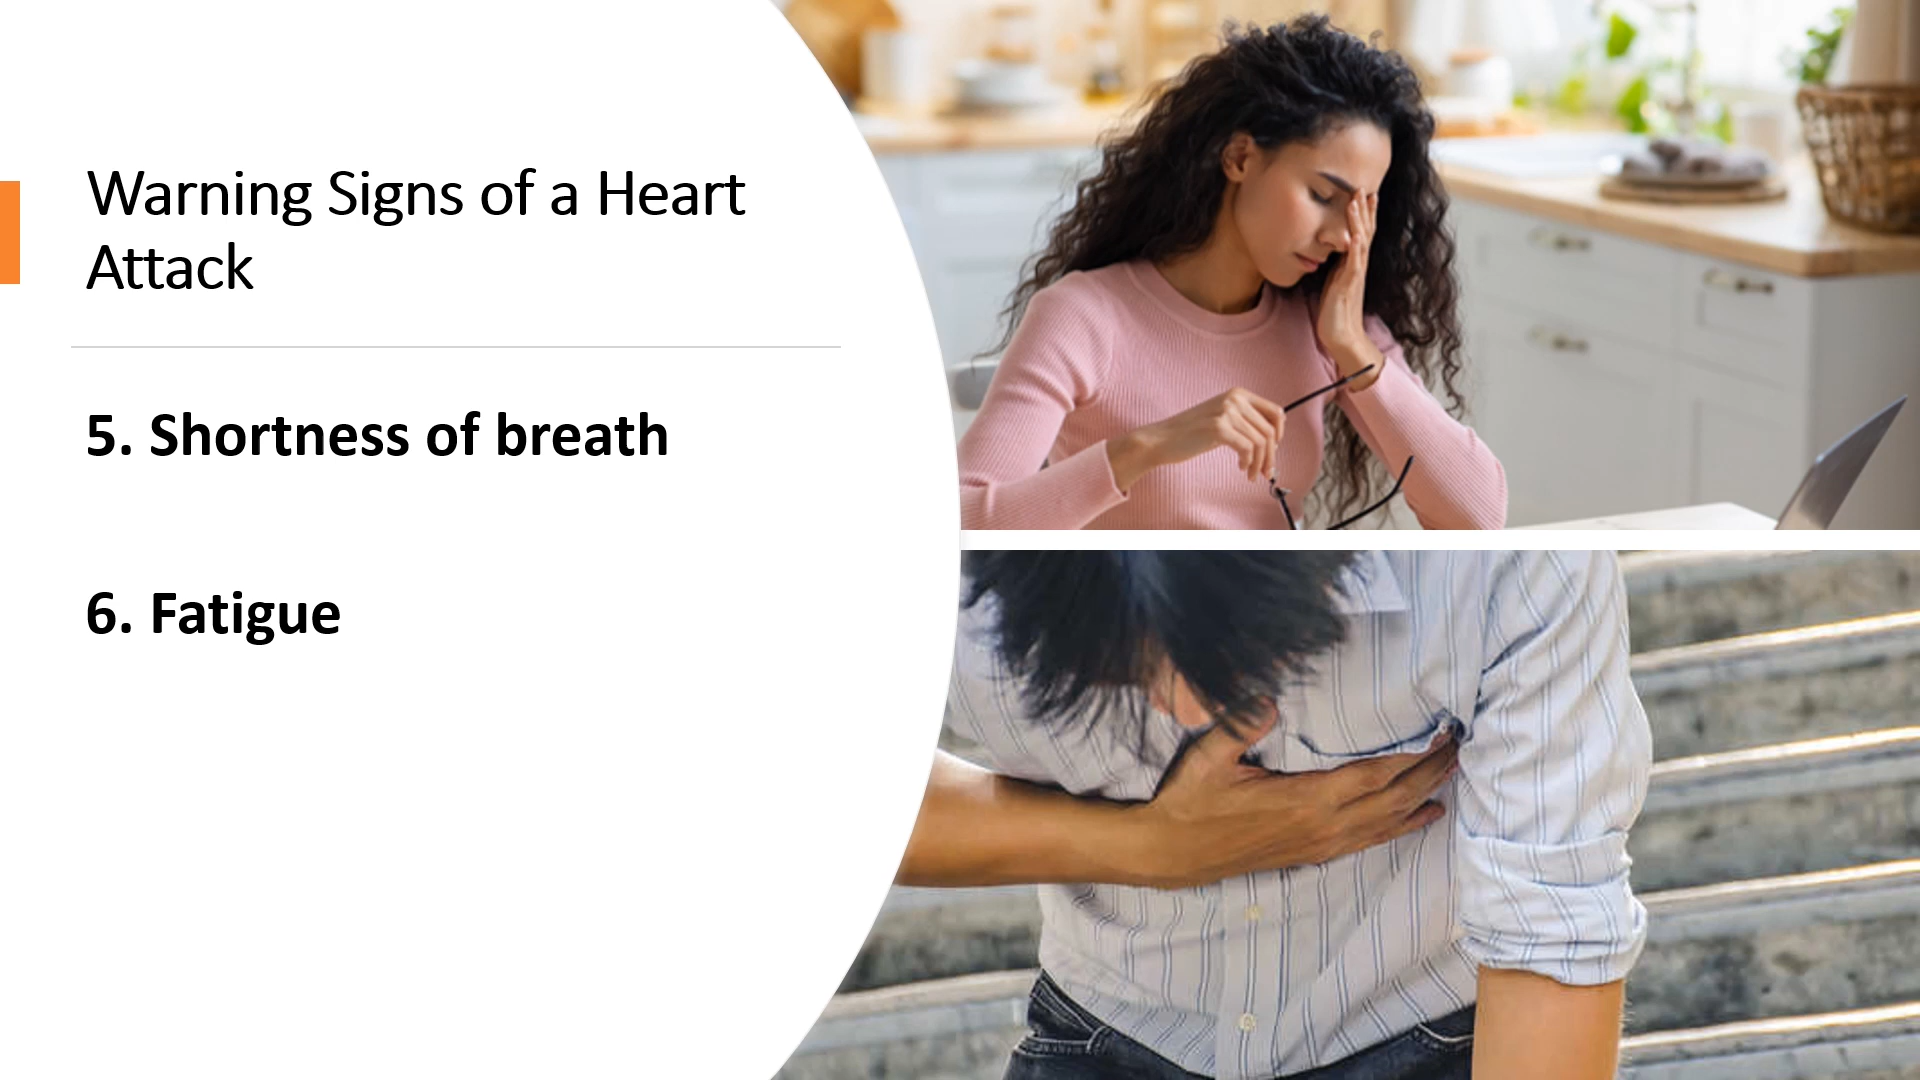 Warning Signs of a Heart
Attack
5. Shortness of breath
6. Fatigue